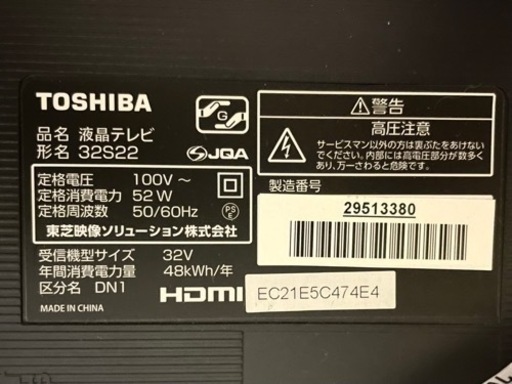 TOSHIBA
品名 液晶テレビ
形名 32S22
G
JQA
定格電圧 100V～
定格消費電力 52W
定格周波数 50/60Hz
PS
E
東芝映像ソリューション株式会社
受信機型サイズ 32V
年間消費電力量 48kWh/年
区分名 DN1
MADE IN CHINA
HDMI
警告
高圧注意
サービスマン以外の方は裏ぶたをあけない
でください。内部には高電圧部分が数多く
あり、万一さわると危険です。
製造番号
29513380
EC21E5C474E4